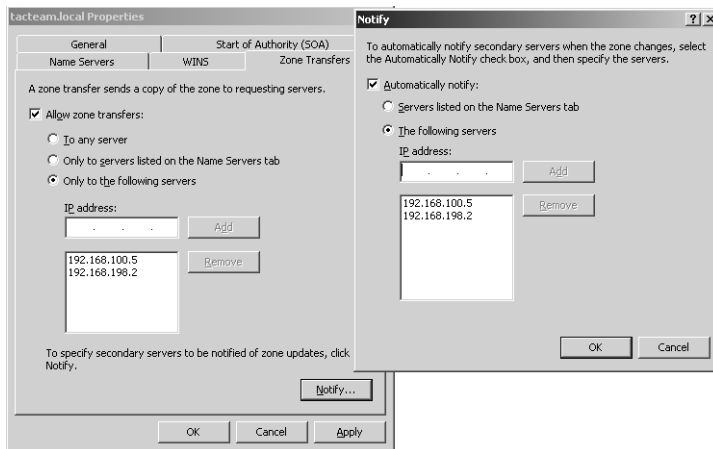 tacteam.local Properties
General
Start of Authority (SOA)
Name Servers
WINS
Zone Transfers
A zone transfer sends a copy of the zone to requesting servers.
Allow zone transfers:
To any server
Only to servers listed on the Name Servers tab
Only to the following servers
IP address:
. . .
Add
192.168.100.5
192.168.198.2
Remove
To specify secondary servers to be notified of zone updates, click
Notify.
Notify...
OK
Cancel
Apply
Notify
? X
To automatically notify secondary servers when the zone changes, select
the Automatically Notify check box, and then specify the servers.
Automatically notify:
Servers listed on the Name Servers tab
The following servers
IP address:
. . .
Add
192.168.100.5
192.168.198.2
Remove
OK
Cancel